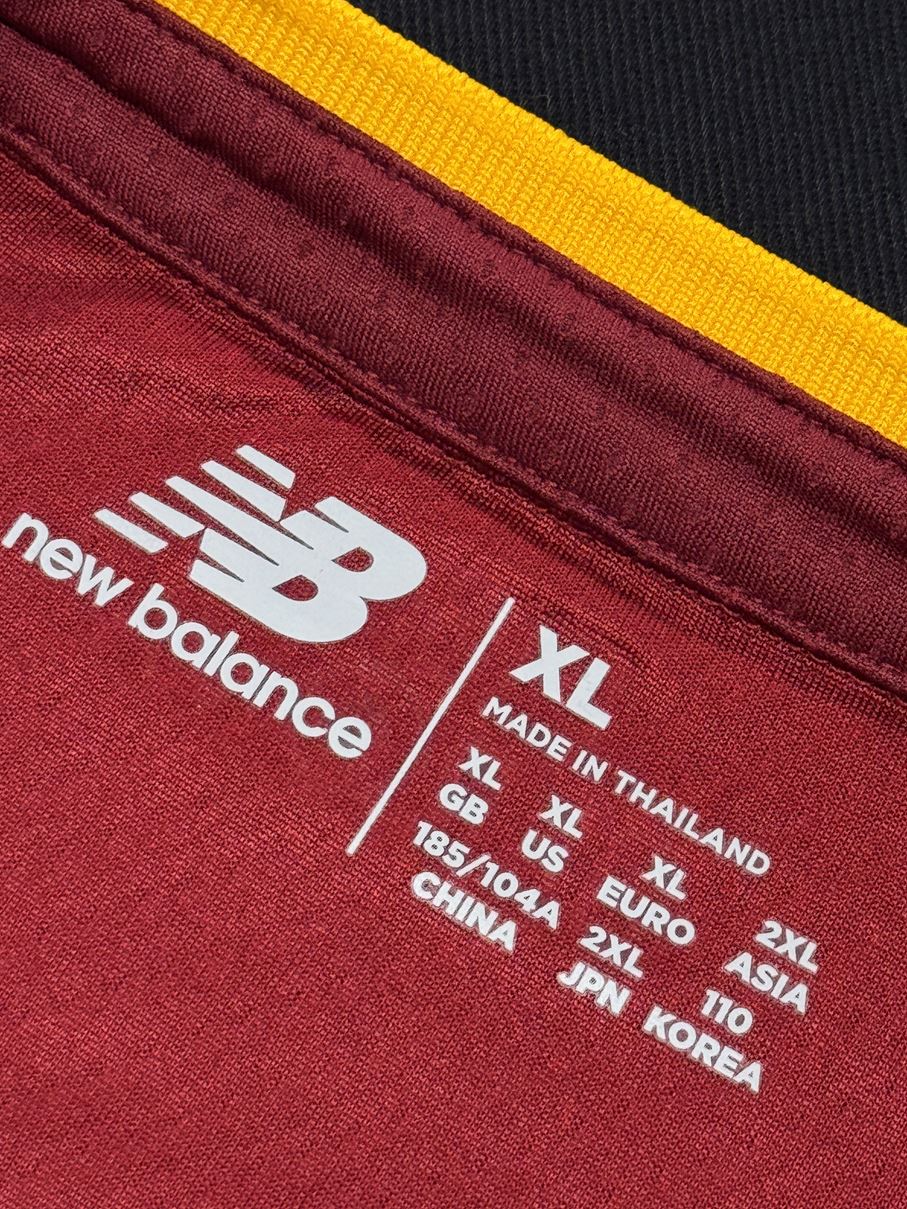 NB
new balance
XL
MADE IN THAILAND
XL XL XL 2XL
GB US EURO ASIA
185/104A 2XL 110
CHINA JPN KOREA